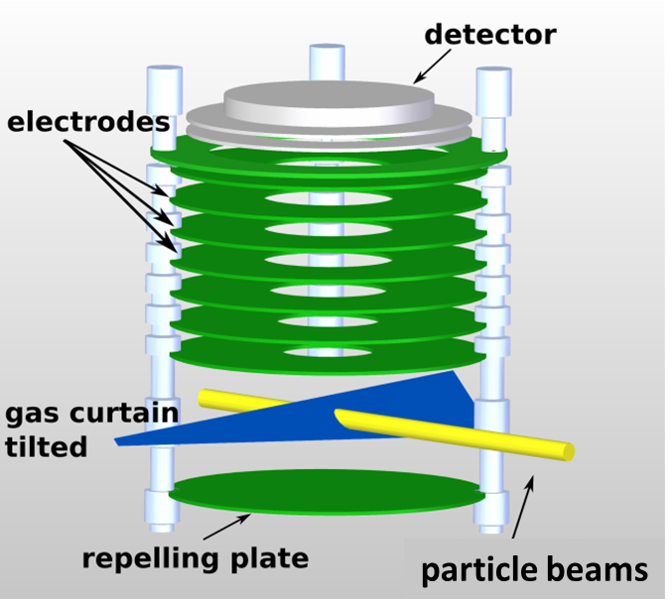 detector
electrodes
gas curtain
tilted
repelling plate
particle beams